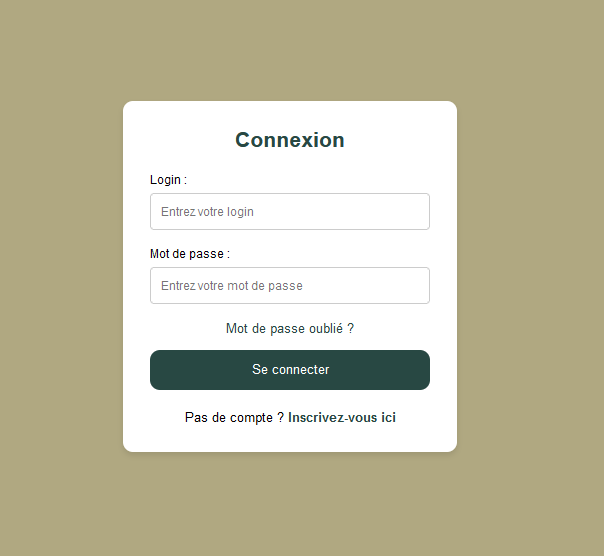 Connexion
Login :
Entrez votre login
Mot de passe :
Entrez votre mot de passe
Mot de passe oublié ?
Se connecter
Pas de compte ? Inscrivez-vous ici